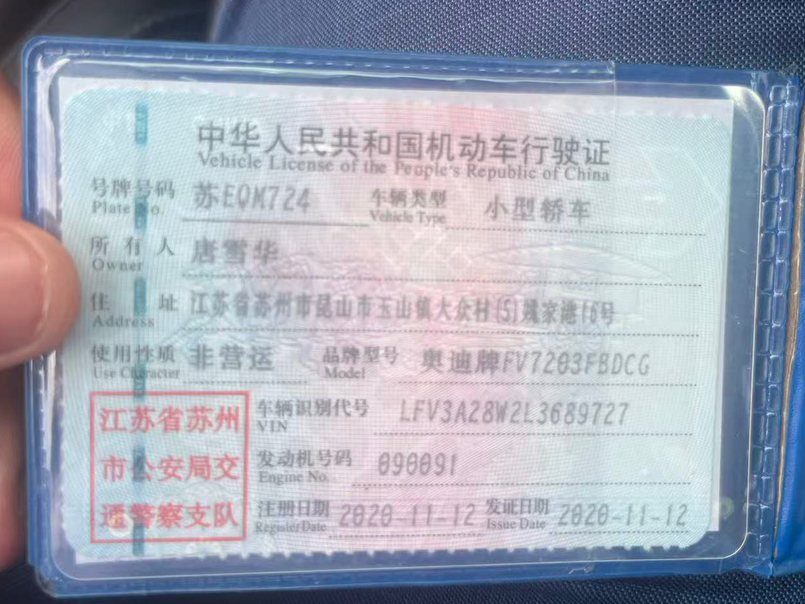 中华人民共和国机动车行驶证
Vehicle License of the People's Republic of China
号牌号码 苏EQM724 车辆类型 小型轿车
Plate No. Vehicle Type
所有人 唐雪华
Owner
住址 江苏省苏州市昆山市玉山镇大众村(5)姚家港16号
Address
使用性质 非营运 品牌型号 奥迪牌FV7203FBDCG
Use Character Model
江苏省苏州 车辆识别代号 LFV3A28W2L3689727
VIN
市公安局交 发动机号码 090091
Engine No.
通警察支队 注册日期 2020-11-12 发证日期 2020-11-12
Register Date Issue Date